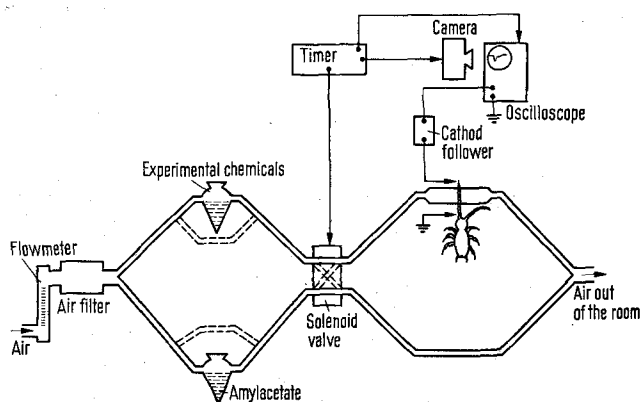 Camera
Timer
Oscilloscope
Cathod
follower
Experimental chemicals
Flowmeter
Air filter
Air
Solenoid
valve
Air out
of the room
Amylacetate